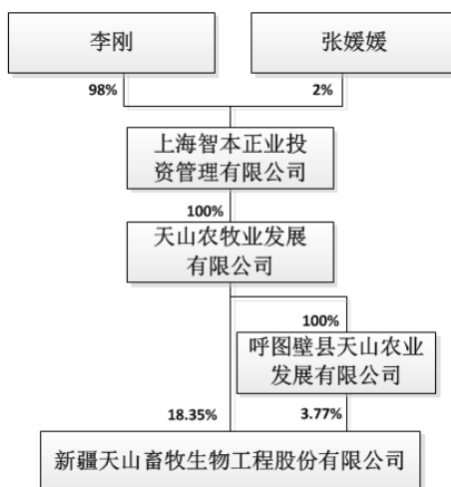 李刚
张媛媛
98%
2%
上海智本正业投
资管理有限公司
100%
天山农牧业发展
有限公司
100%
呼图壁县天山农业
发展有限公司
18.35%
3.77%
新疆天山畜牧生物工程股份有限公司